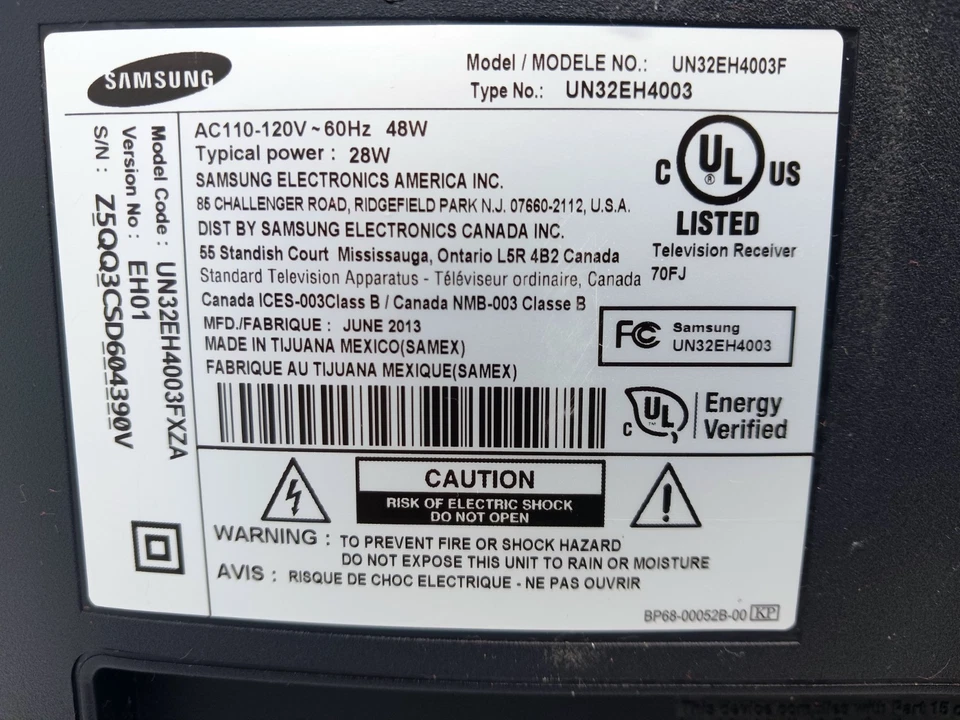 SAMSUNG
Model / MODELE NO.: UN32EH4003F
Type No.: UN32EH4003
Model Code : UN32EH4003FXZA
Version No : EH01
S/N : Z5QQ3CSD604390V
AC110-120V ~ 60Hz 48W
Typical power : 28W
SAMSUNG ELECTRONICS AMERICA INC.
85 CHALLENGER ROAD, RIDGEFIELD PARK N.J. 07660-2112, U.S.A.
DIST BY SAMSUNG ELECTRONICS CANADA INC.
55 Standish Court Mississauga, Ontario L5R 4B2 Canada
Standard Television Apparatus - Téléviseur ordinaire, Canada
Canada ICES-003Class B / Canada NMB-003 Classe B
MFD./FABRIQUE : JUNE 2013
MADE IN TIJUANA MEXICO(SAMEX)
FABRIQUE AU TIJUANA MEXIQUE(SAMEX)
C UL ® US
LISTED
Television Receiver
70FJ
FC Samsung
UN32EH4003
C UL ™ Energy
Verified
CAUTION
RISK OF ELECTRIC SHOCK
DO NOT OPEN
WARNING : TO PREVENT FIRE OR SHOCK HAZARD
DO NOT EXPOSE THIS UNIT TO RAIN OR MOISTURE
AVIS : RISQUE DE CHOC ELECTRIQUE - NE PAS OUVRIR
BP68-00052B-00 KP